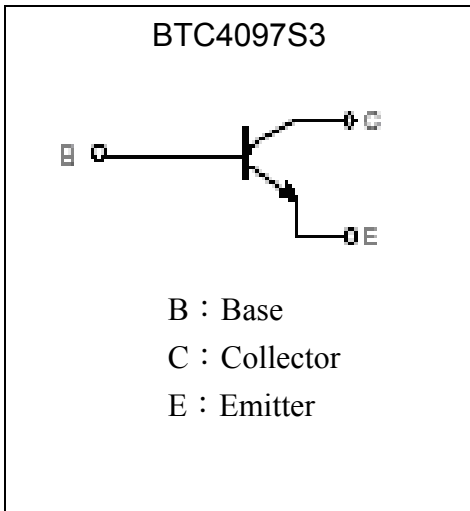 BTC4097S3
B C
E
B：Base
C：Collector
E：Emitter